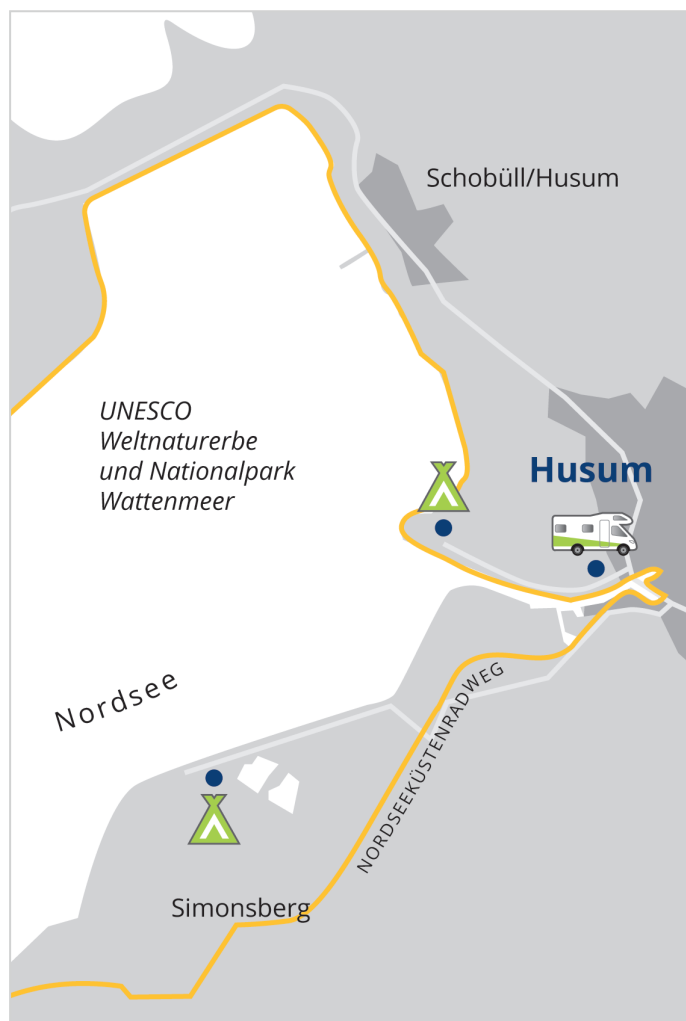 Schobüll/Husum
UNESCO
Weltnaturerbe
und Nationalpark
Wattenmeer
Husum
Nordsee
NORDSEEKÜSTENRADWEG
Simonsberg